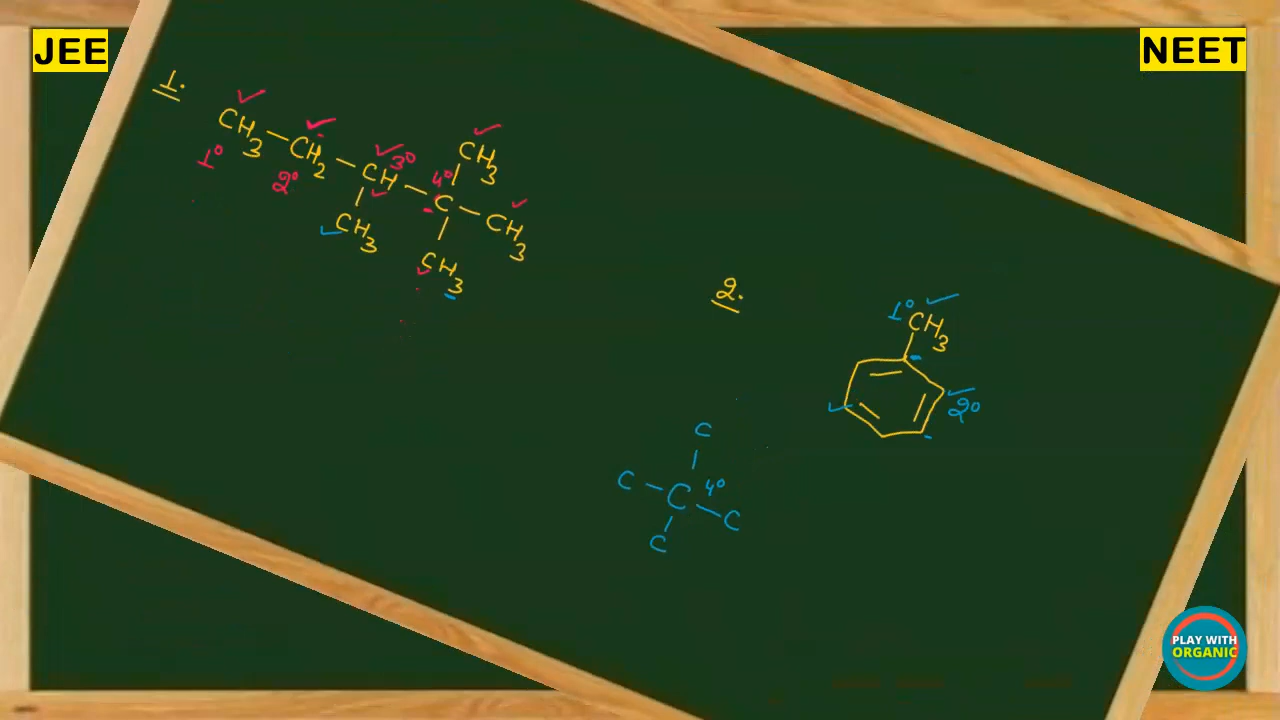 JEE
NEET
1.
CH3 - CH2 - CH - C - CH3
1° 2° 3° 4°
CH3
CH3
CH3
2.
1° CH3
2°
C
C - C - C
4°
C
PLAY WITH
ORGANIC